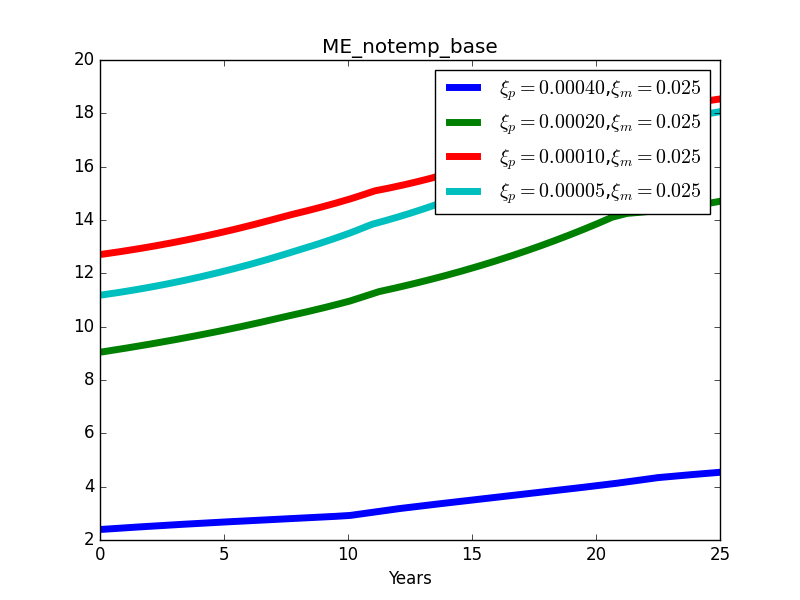 ME_notemp_base
20
18
16
14
12
10
8
6
4
2
ξₚ = 0.00040, ξₘ = 0.025
ξₚ = 0.00020, ξₘ = 0.025
ξₚ = 0.00010, ξₘ = 0.025
ξₚ = 0.00005, ξₘ = 0.025
0 5 10 15 20 25
Years